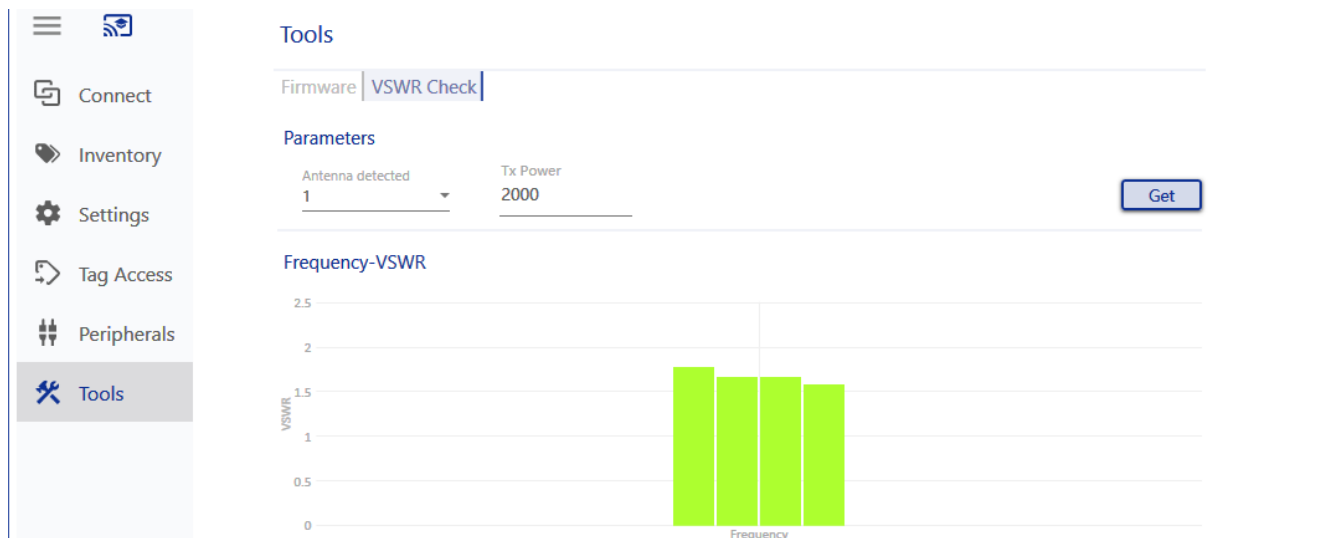 Connect
Inventory
Settings
Tag Access
Peripherals
Tools
Tools
Firmware
VSWR Check
Parameters
Antenna detected
1
Tx Power
2000
Get
Frequency-VSWR
2.5
2
1.5
1
0.5
0
VSWR
Frequency